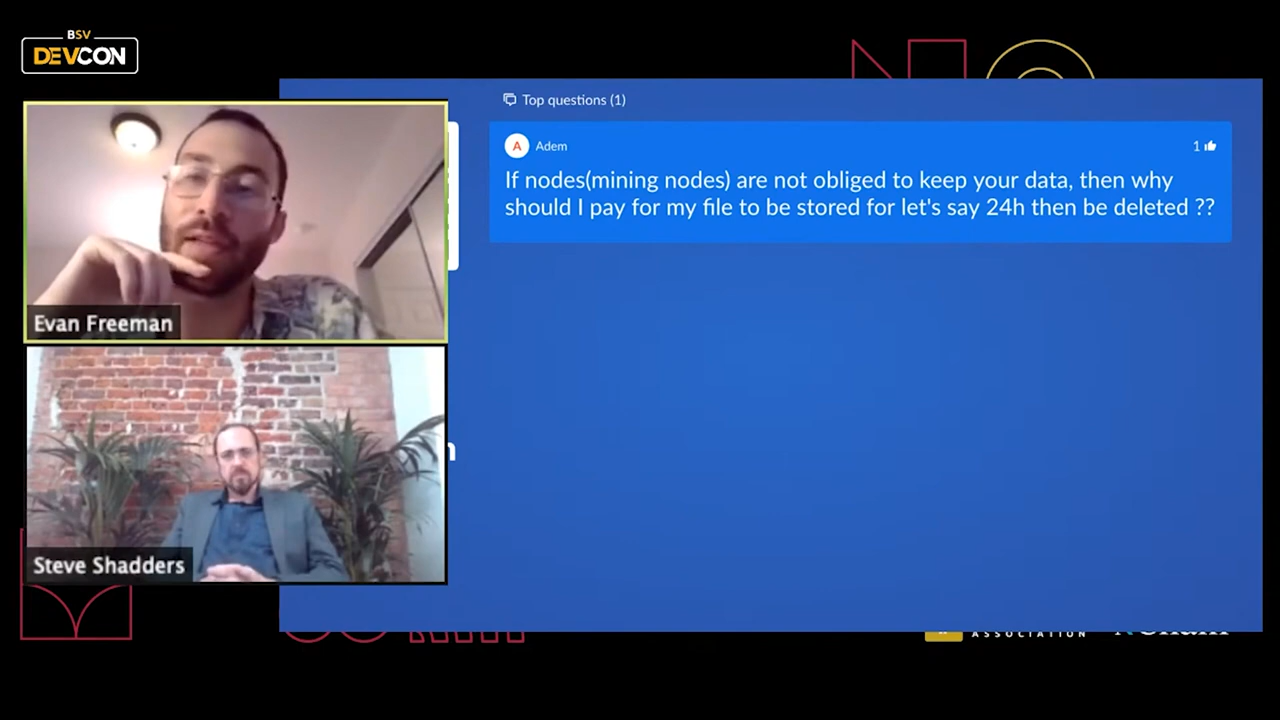 BSV
DEVCON
Top questions (1)
A
Adem
1
If nodes(mining nodes) are not obliged to keep your data, then why
should I pay for my file to be stored for let's say 24h then be deleted ??
Evan Freeman
Steve Shadders
ASSOCIATION